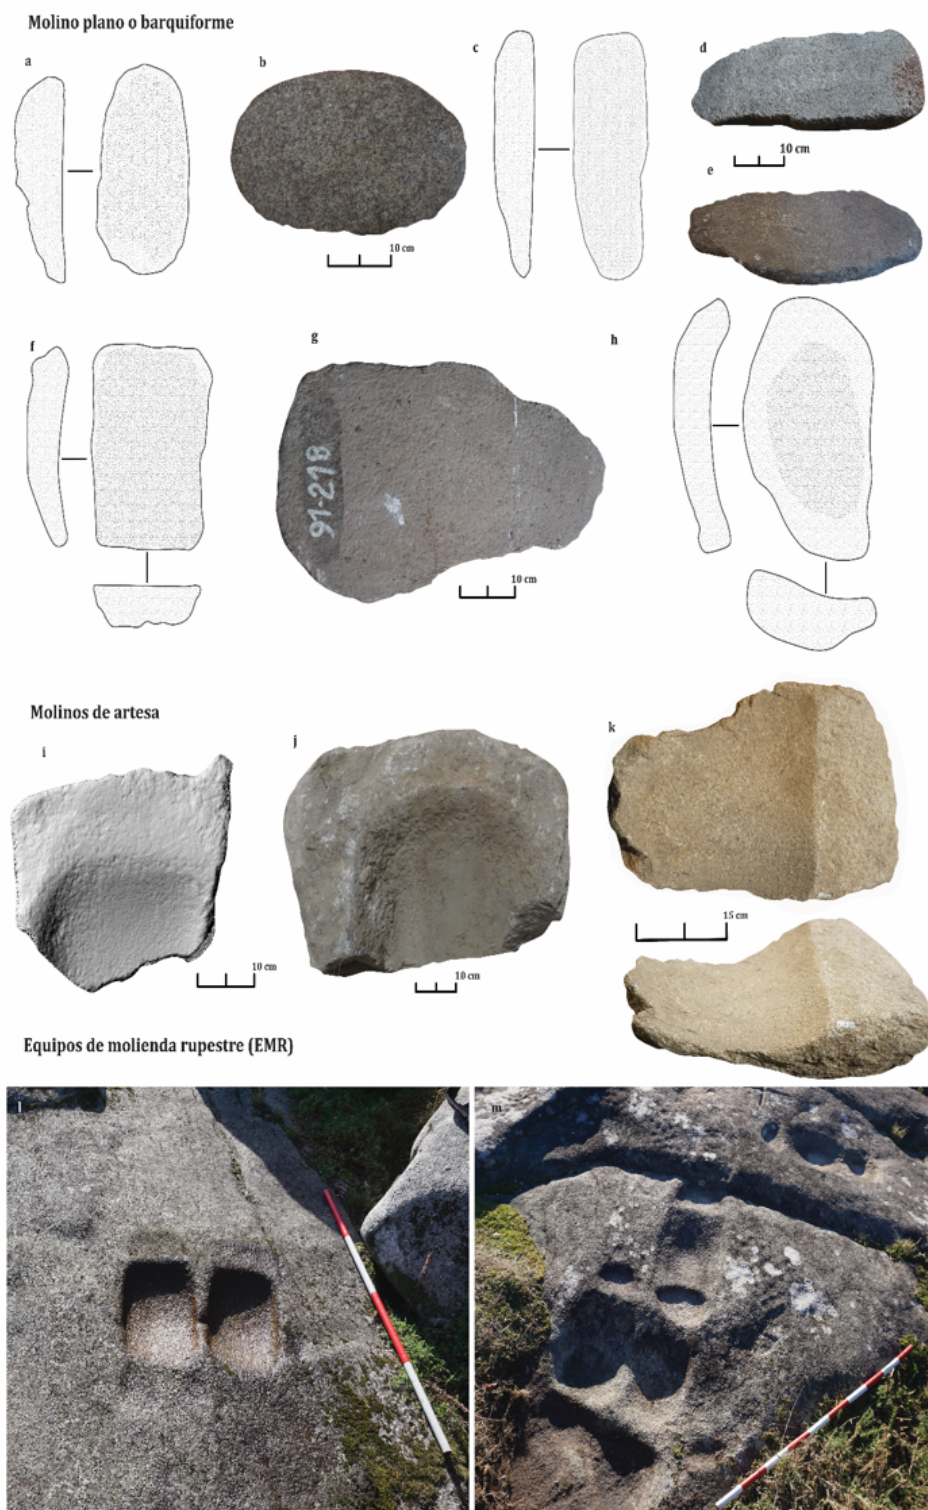 Molino plano o barquiforme
a
b
c
d
10 cm
10 cm
e
f
g
h
91-218
10 cm
Molinos de artesa
i
j
k
15 cm
10 cm
10 cm
Equipos de molienda rupestre (EMR)
l
m